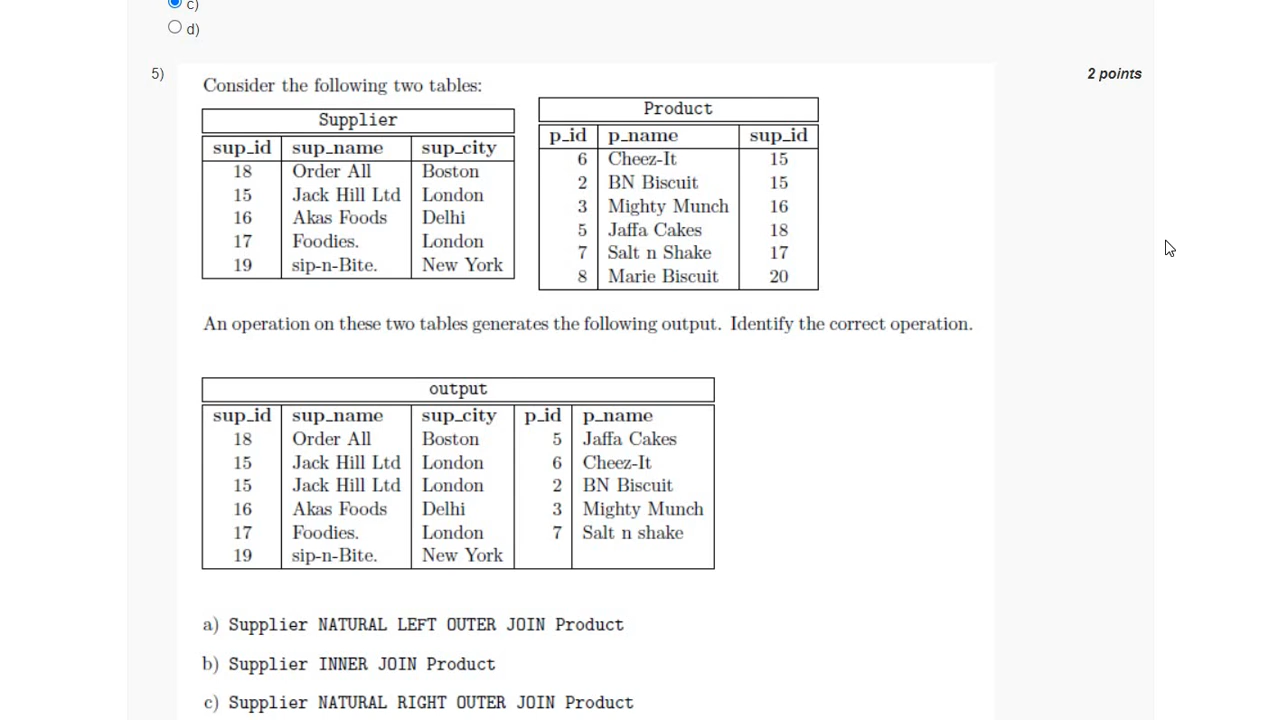 c)
d)
5)
2 points
Consider the following two tables:
Supplier
sup_id sup_name sup_city
18 Order All Boston
15 Jack Hill Ltd London
16 Akas Foods Delhi
17 Foodies. London
19 sip-n-Bite. New York
Product
p_id p_name sup_id
6 Cheez-It 15
2 BN Biscuit 15
3 Mighty Munch 16
5 Jaffa Cakes 18
7 Salt n Shake 17
8 Marie Biscuit 20
An operation on these two tables generates the following output. Identify the correct operation.
output
sup_id sup_name sup_city p_id p_name
18 Order All Boston 5 Jaffa Cakes
15 Jack Hill Ltd London 6 Cheez-It
15 Jack Hill Ltd London 2 BN Biscuit
16 Akas Foods Delhi 3 Mighty Munch
17 Foodies. London 7 Salt n shake
19 sip-n-Bite. New York
a) Supplier NATURAL LEFT OUTER JOIN Product
b) Supplier INNER JOIN Product
c) Supplier NATURAL RIGHT OUTER JOIN Product